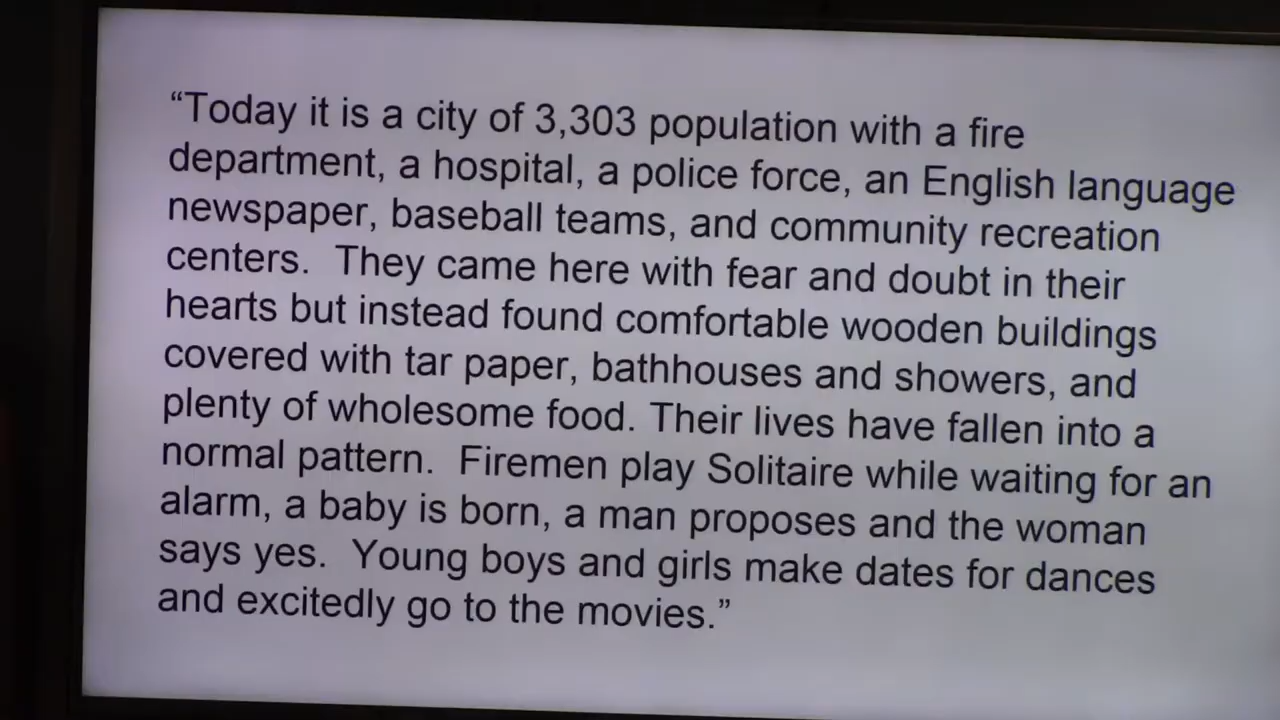 “Today it is a city of 3,303 population with a fire
department, a hospital, a police force, an English language
newspaper, baseball teams, and community recreation
centers.  They came here with fear and doubt in their
hearts but instead found comfortable wooden buildings
covered with tar paper, bathhouses and showers, and
plenty of wholesome food. Their lives have fallen into a
normal pattern.  Firemen play Solitaire while waiting for an
alarm, a baby is born, a man proposes and the woman
says yes.  Young boys and girls make dates for dances
and excitedly go to the movies.”